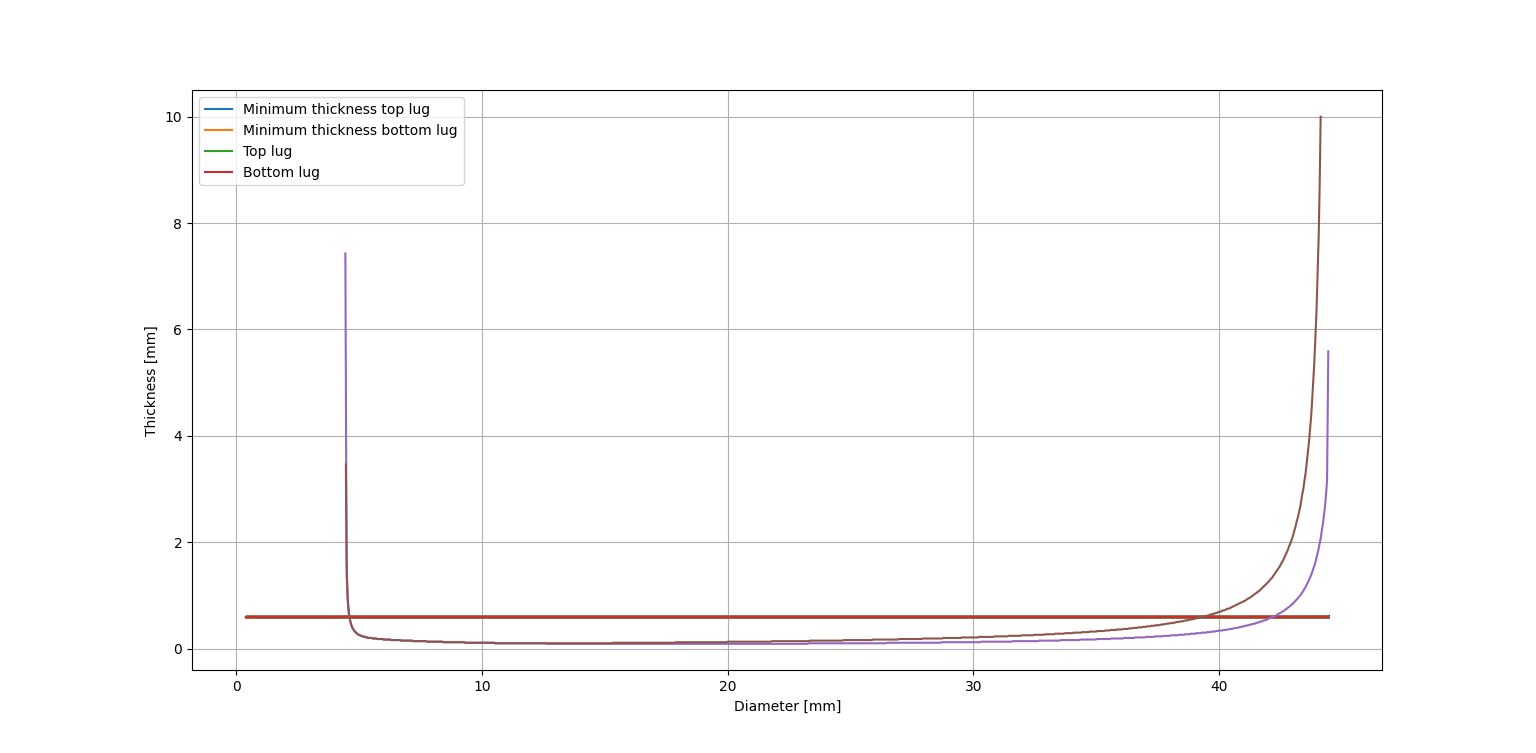 Minimum thickness top lug
Minimum thickness bottom lug
Top lug
Bottom lug
10
8
6
4
2
0
Thickness [mm]
0 10 20 30 40
Diameter [mm]